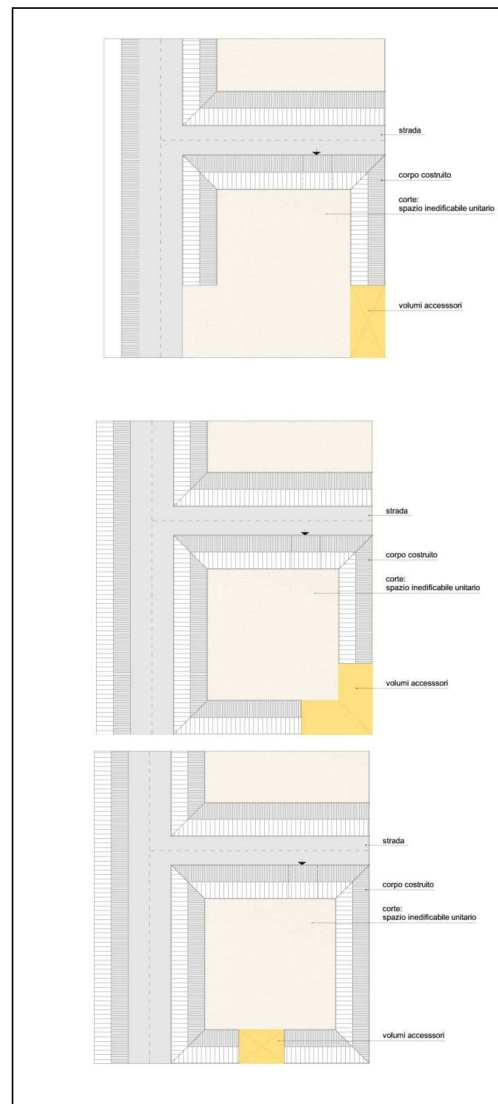 strada
corpo costruito
corte:
spazio inedificabile unitario
volumi accesssori
strada
corpo costruito
corte:
spazio inedificabile unitario
volumi accesssori
strada
corpo costruito
corte:
spazio inedificabile unitario
volumi accesssori